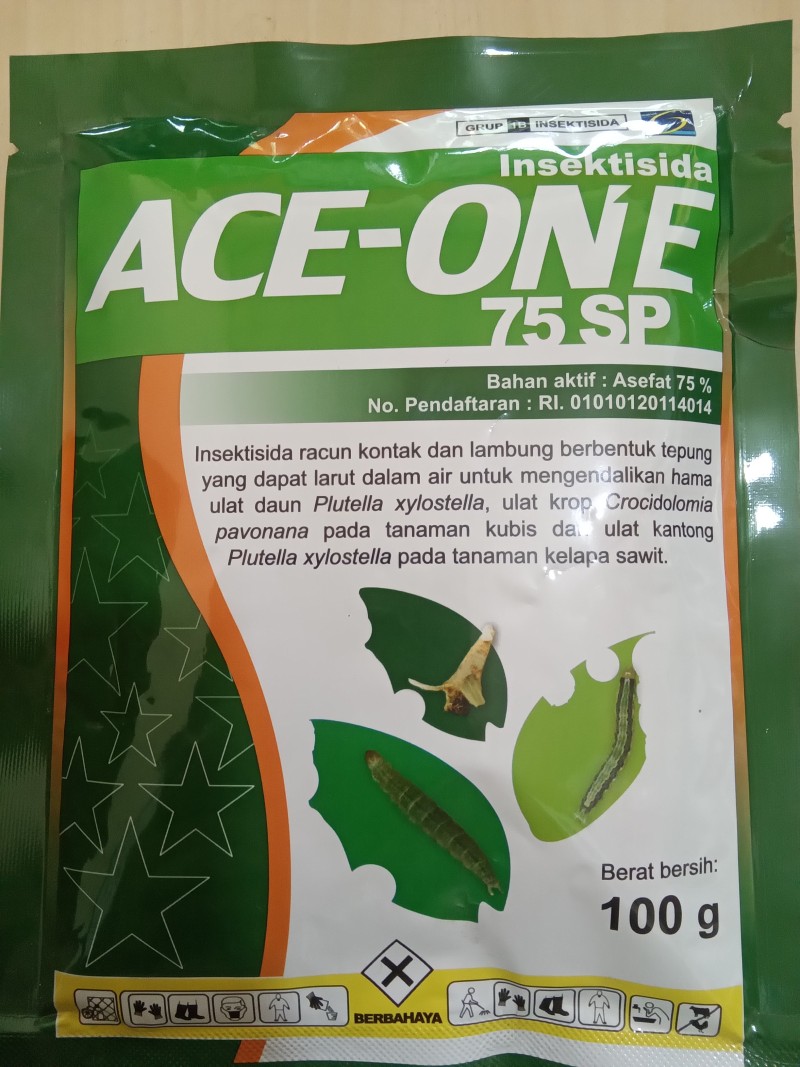 GRUP 1B INSEKTISIDA
Insektisida
ACE-ONE
75 SP
Bahan aktif : Asefat 75 %
No. Pendaftaran : RI. 01010120114014
Insektisida racun kontak dan lambung berbentuk tepung
yang dapat larut dalam air untuk mengendalikan hama
ulat daun Plutella xylostella, ulat krop Crocidolomia
pavonana pada tanaman kubis dan ulat kantong
Plutella xylostella pada tanaman kelapa sawit.
Berat bersih:
100 g
BERBAHAYA